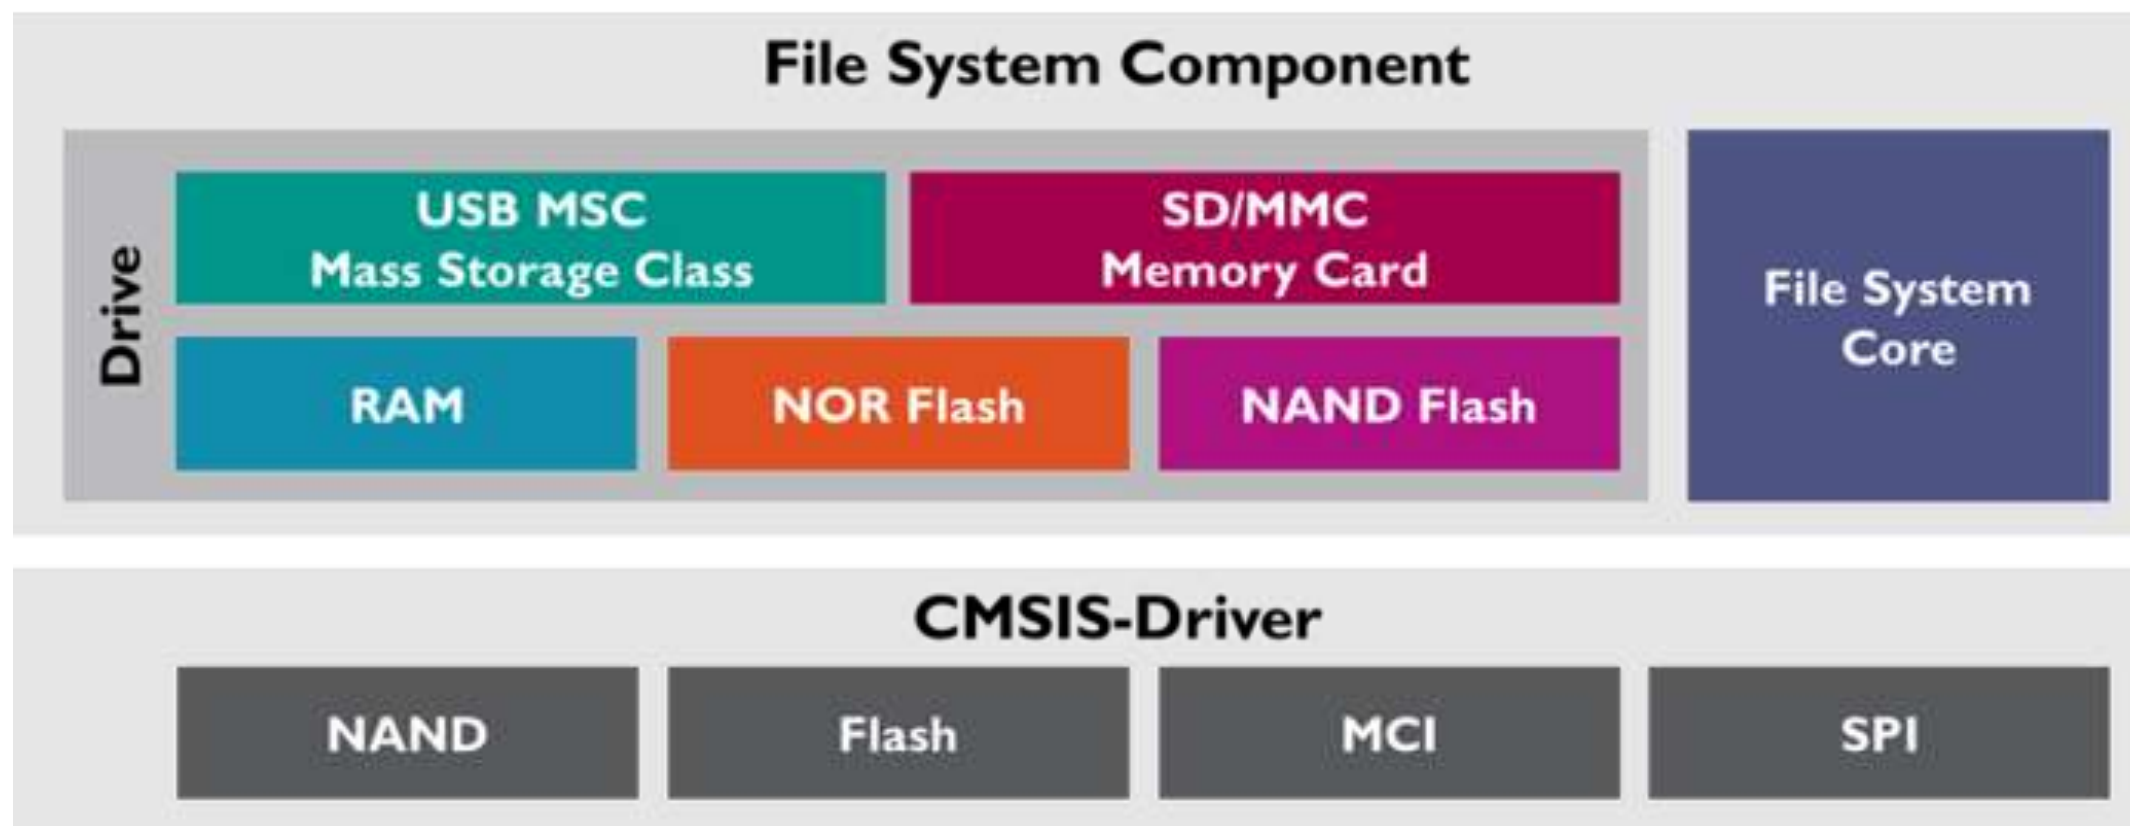 File System Component
Drive
USB MSC
Mass Storage Class
SD/MMC
Memory Card
RAM
NOR Flash
NAND Flash
File System
Core
CMSIS-Driver
NAND
Flash
MCI
SPI